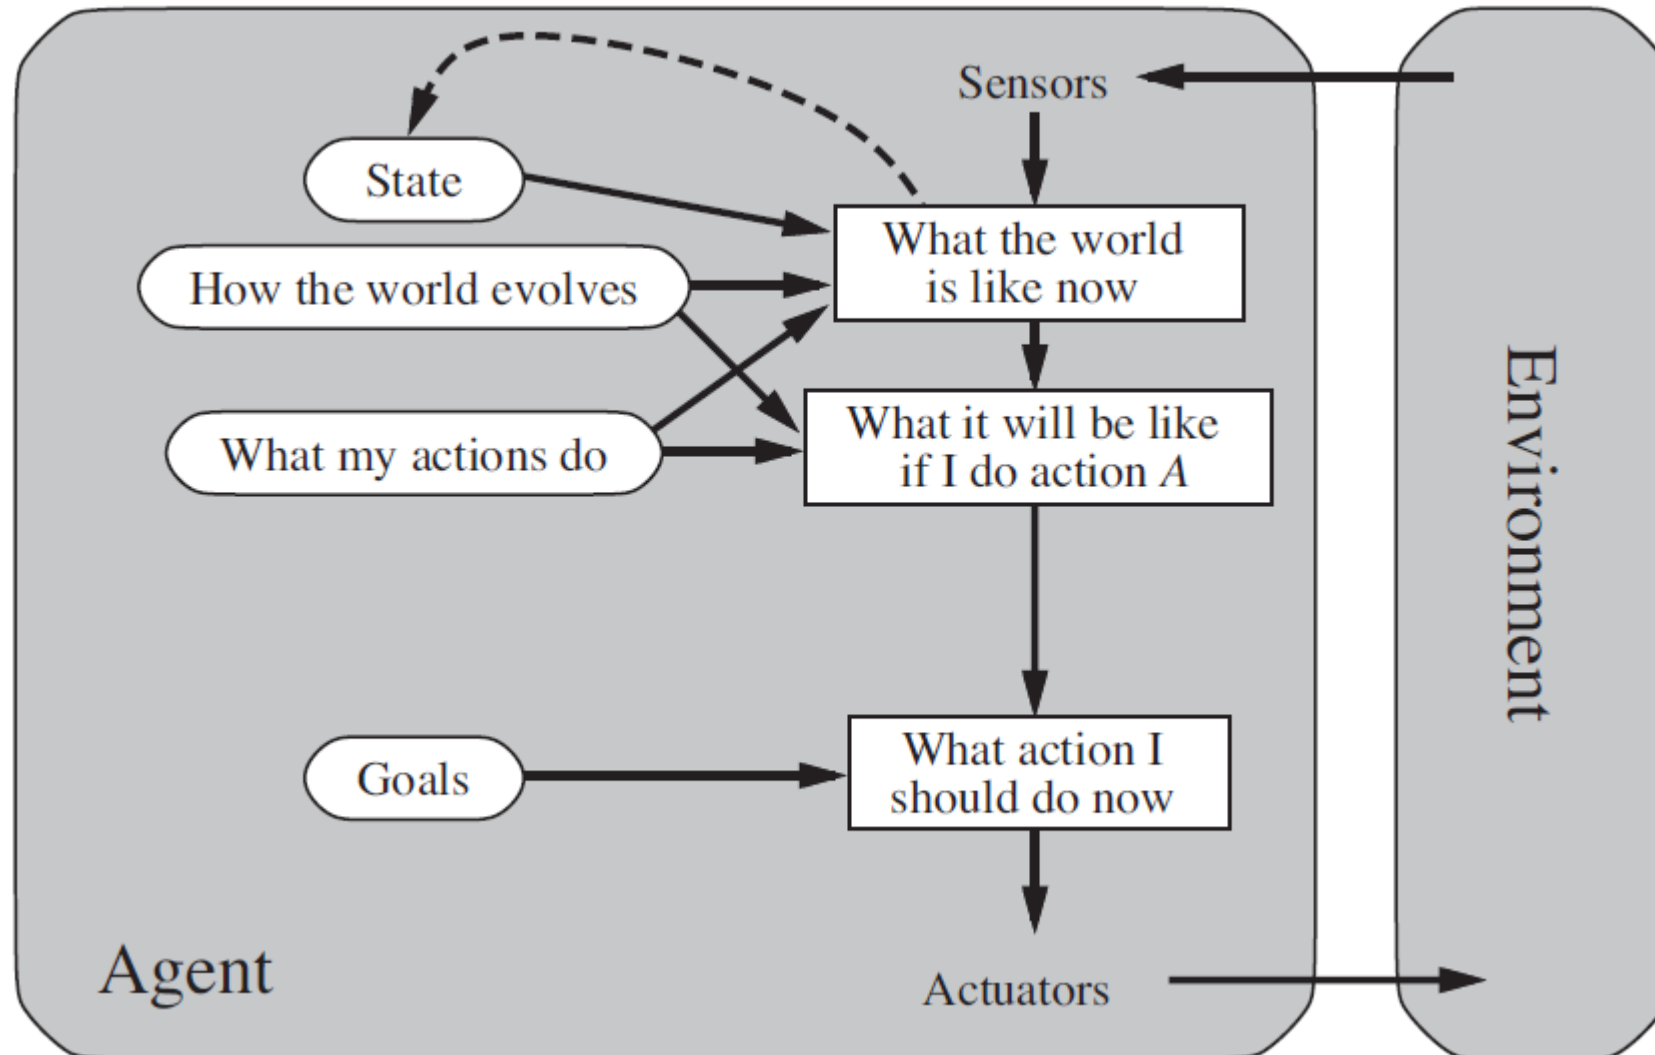 Sensors
State
What the world
is like now
How the world evolves
What my actions do
What it will be like
if I do action A
Goals
What action I
should do now
Agent
Actuators
Environment